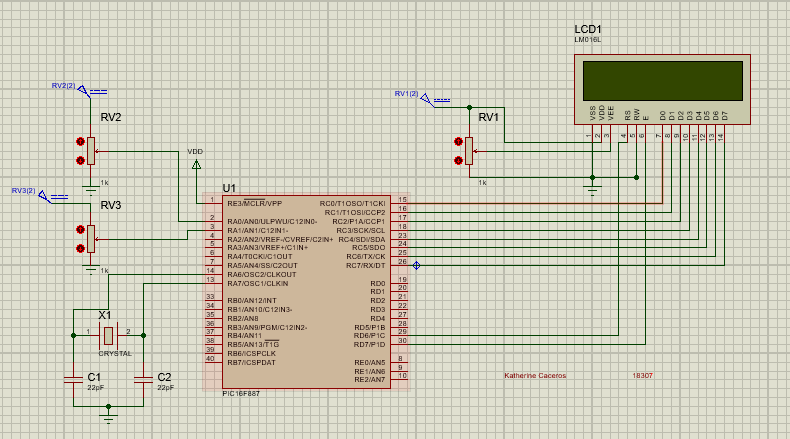 LCD1
LM016L
VSS
VDD
VEE
RS
RW
E
D0
D1
D2
D3
D4
D5
D6
D7
1
2
3
4
5
6
7
8
9
10
11
12
13
14
RV2(2)
RV2
1k
RV1(2)
RV1
1k
RV3(2)
RV3
1k
VDD
U1
1 RE3/MCLR/VPP RC0/T1OSO/T1CKI 15
RC1/T1OSI/CCP2 16
2 RA0/AN0/ULPWU/C12IN0- RC2/P1A/CCP1 17
3 RA1/AN1/C12IN1- RC3/SCK/SCL 18
4 RA2/AN2/VREF-/CVREF/C2IN+ RC4/SDI/SDA 23
5 RA3/AN3/VREF+/C1IN+ RC5/SDO 24
6 RA4/T0CKI/C1OUT RC6/TX/CK 25
7 RA5/AN4/SS/C2OUT RC7/RX/DT 26
14 RA6/OSC2/CLKOUT
13 RA7/OSC1/CLKIN RD0 19
RD1 20
33 RB0/AN12/INT RD2 21
34 RB1/AN10/C12IN3- RD3 22
35 RB2/AN8 RD4 27
36 RB3/AN9/PGM/C12IN2- RD5/P1B 28
37 RB4/AN11 RD6/P1C 29
38 RB5/AN13/T1G RD7/P1D 30
39 RB6/ICSPCLK
40 RB7/ICSPDAT RE0/AN5 8
RE1/AN6 9
RE2/AN7 10
PIC16F887
X1
1 2
CRYSTAL
C1
22pF
C2
22pF
Katherine Caceros 18307